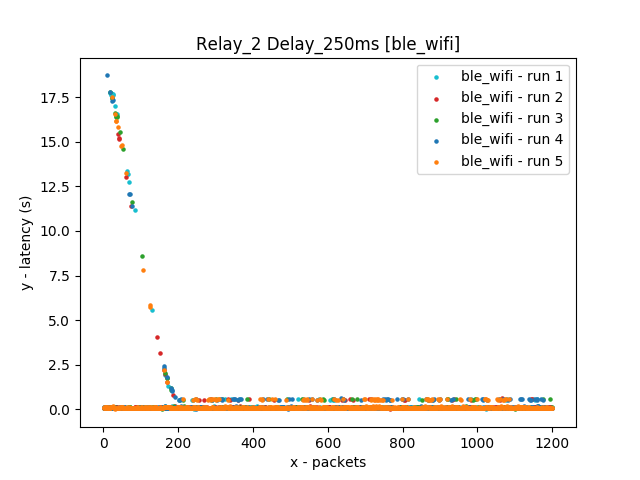 Relay_2 Delay_250ms [ble_wifi]
ble_wifi - run 1
ble_wifi - run 2
ble_wifi - run 3
ble_wifi - run 4
ble_wifi - run 5
y - latency (s)
17.5
15.0
12.5
10.0
7.5
5.0
2.5
0.0
0 200 400 600 800 1000 1200
x - packets